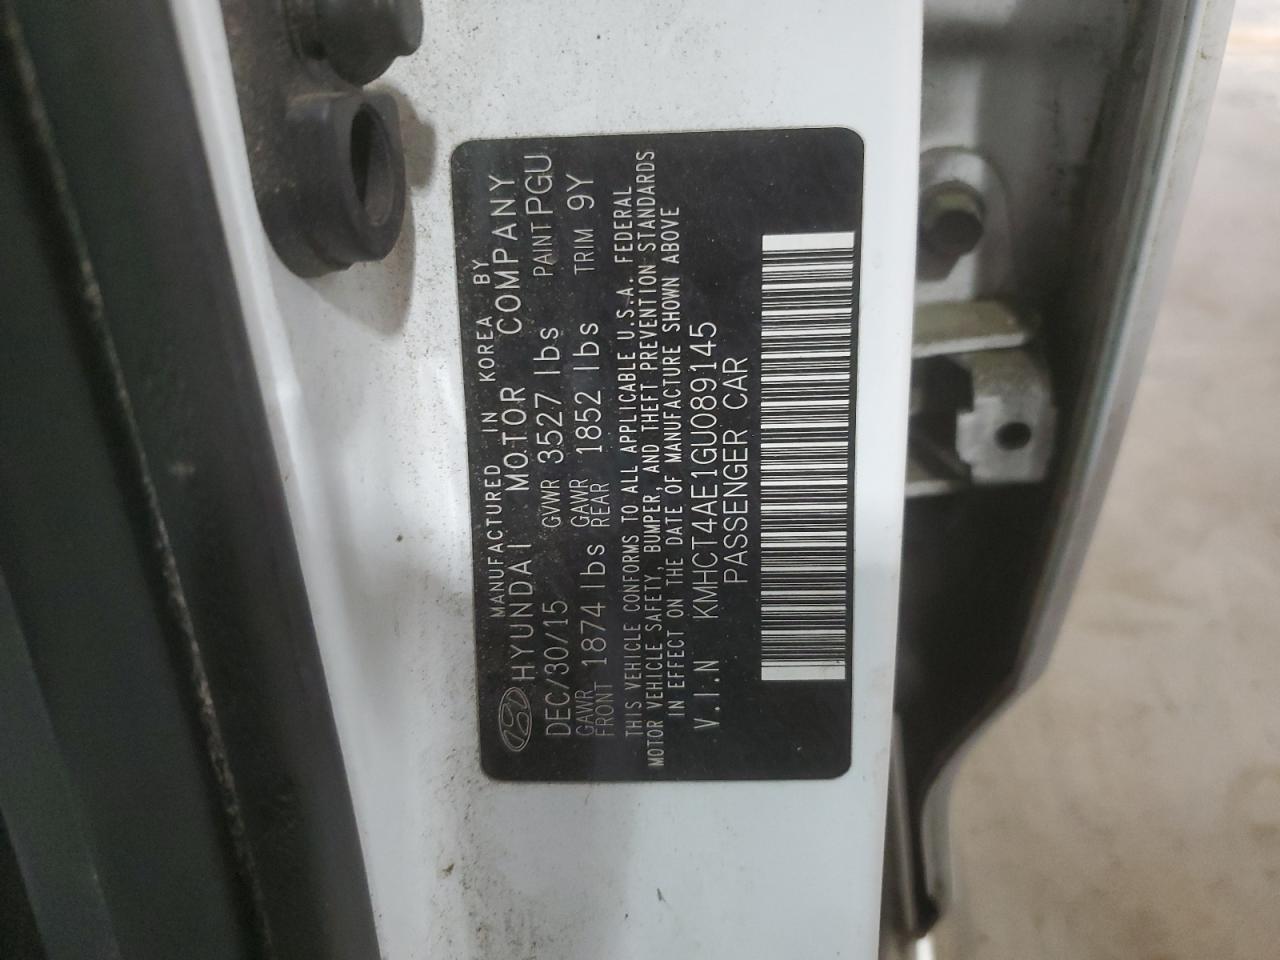 MANUFACTURED IN KOREA BY
HYUNDAI MOTOR COMPANY
DEC/30/15 GVWR 3527 lbs PAINT PGU
GAWR FRONT 1874 lbs GAWR REAR 1852 lbs TRIM 9Y
THIS VEHICLE CONFORMS TO ALL APPLICABLE U.S.A. FEDERAL
MOTOR VEHICLE SAFETY, BUMPER, AND THEFT PREVENTION STANDARDS
IN EFFECT ON THE DATE OF MANUFACTURE SHOWN ABOVE
V.I.N KMHCT4AE1GU089145
PASSENGER CAR